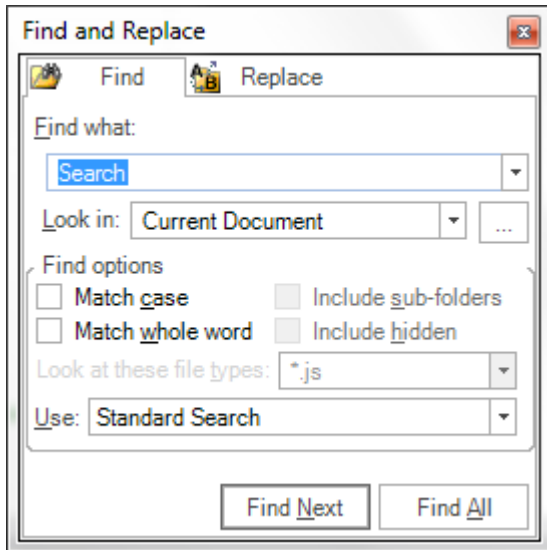 Find and Replace
Find Replace
Find what:
Search
Look in: Current Document ...
Find options
Match case Include sub-folders
Match whole word Include hidden
Look at these file types: *.js
Use: Standard Search
Find Next Find All